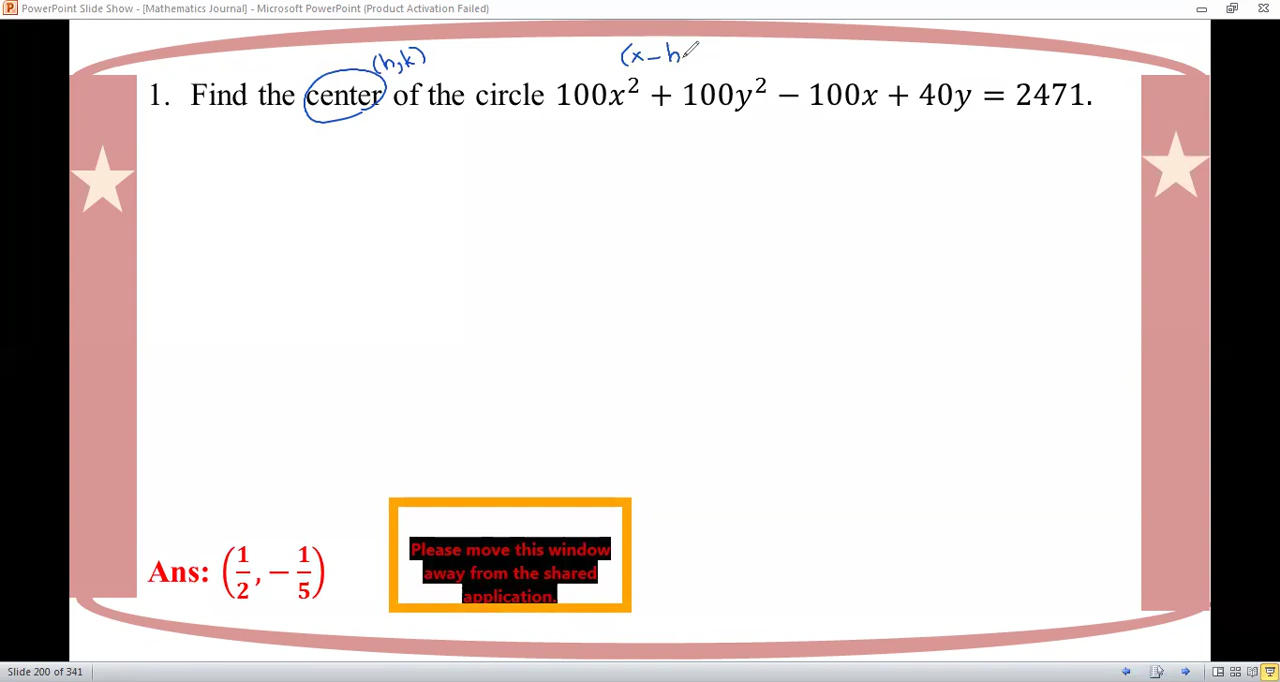 PowerPoint Slide Show - [Mathematics Journal] - Microsoft PowerPoint (Product Activation Failed)
(h,k) (x-h
1. Find the center of the circle 100x² + 100y² − 100x + 40y = 2471.
Ans: (1/2, −1/5)
Please move this window
away from the shared
application.
Slide 200 of 341